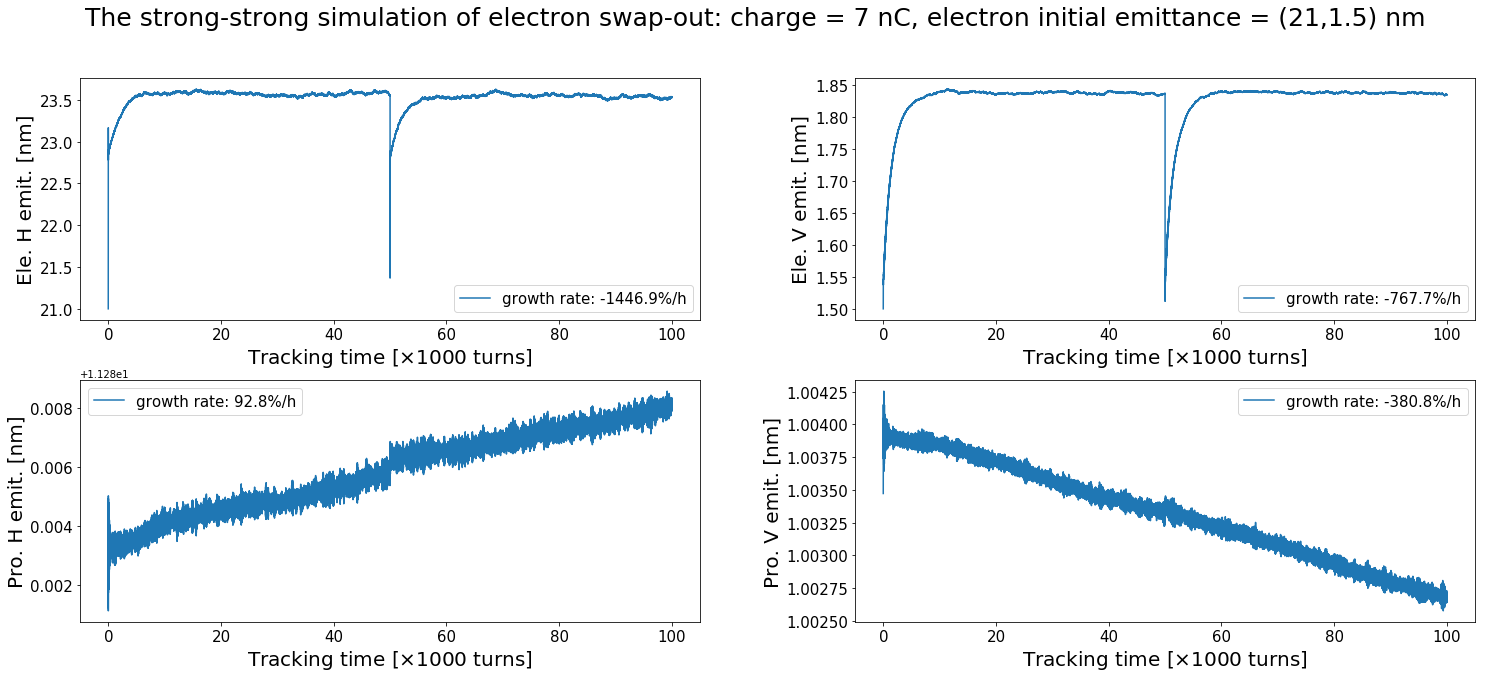 The strong-strong simulation of electron swap-out: charge = 7 nC, electron initial emittance = (21,1.5) nm
Ele. H emit. [nm]
23.5
23.0
22.5
22.0
21.5
21.0
growth rate: -1446.9%/h
0 20 40 60 80 100
Tracking time [×1000 turns]
Ele. V emit. [nm]
1.85
1.80
1.75
1.70
1.65
1.60
1.55
1.50
growth rate: -767.7%/h
0 20 40 60 80 100
Tracking time [×1000 turns]
+1.128e1
Pro. H emit. [nm]
0.008
0.006
0.004
0.002
growth rate: 92.8%/h
0 20 40 60 80 100
Tracking time [×1000 turns]
Pro. V emit. [nm]
1.00425
1.00400
1.00375
1.00350
1.00325
1.00300
1.00275
1.00250
growth rate: -380.8%/h
0 20 40 60 80 100
Tracking time [×1000 turns]